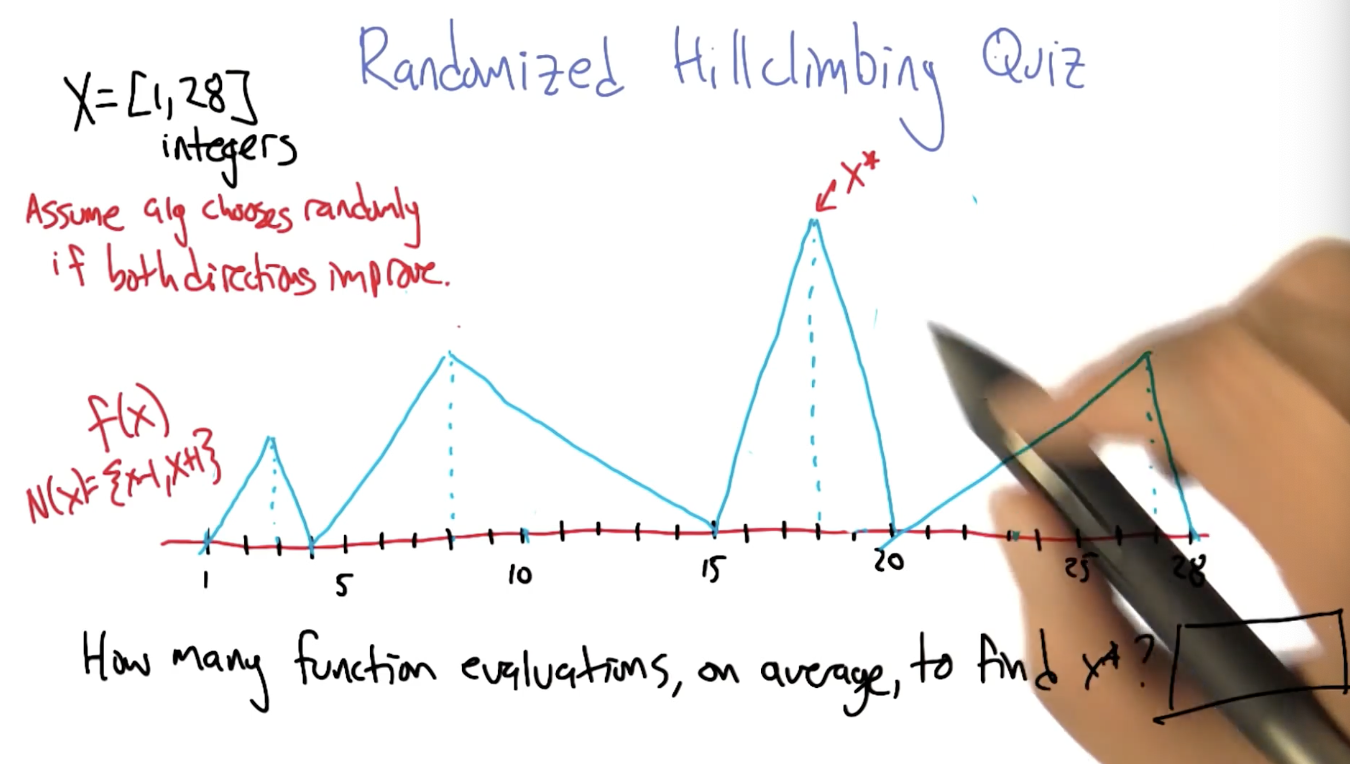 Randomized Hillclimbing Quiz
X=[1,28]
integers
Assume alg chooses randomly
if both directions improve.
x*
f(x)
N(x)={x-1,x+1}
1 5 10 15 20 25 28
How many function evaluations, on average, to find x*?